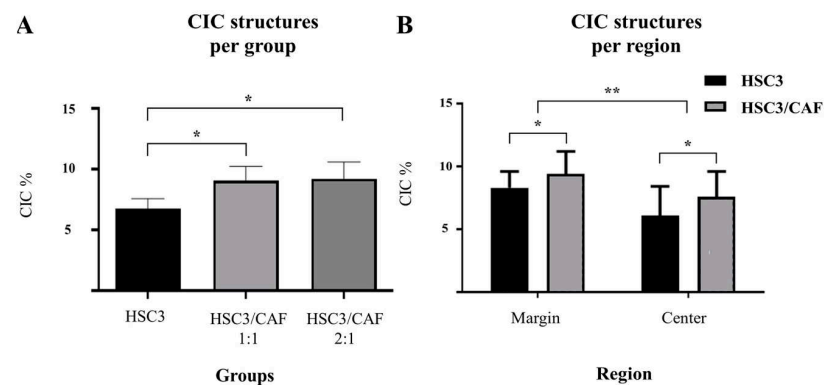 A
CIC structures
per group
CIC %
15
10
5
*
*
HSC3
HSC3/CAF
1:1
HSC3/CAF
2:1
Groups
B
CIC structures
per region
HSC3
HSC3/CAF
CIC %
15
10
5
**
*
*
Margin
Center
Region